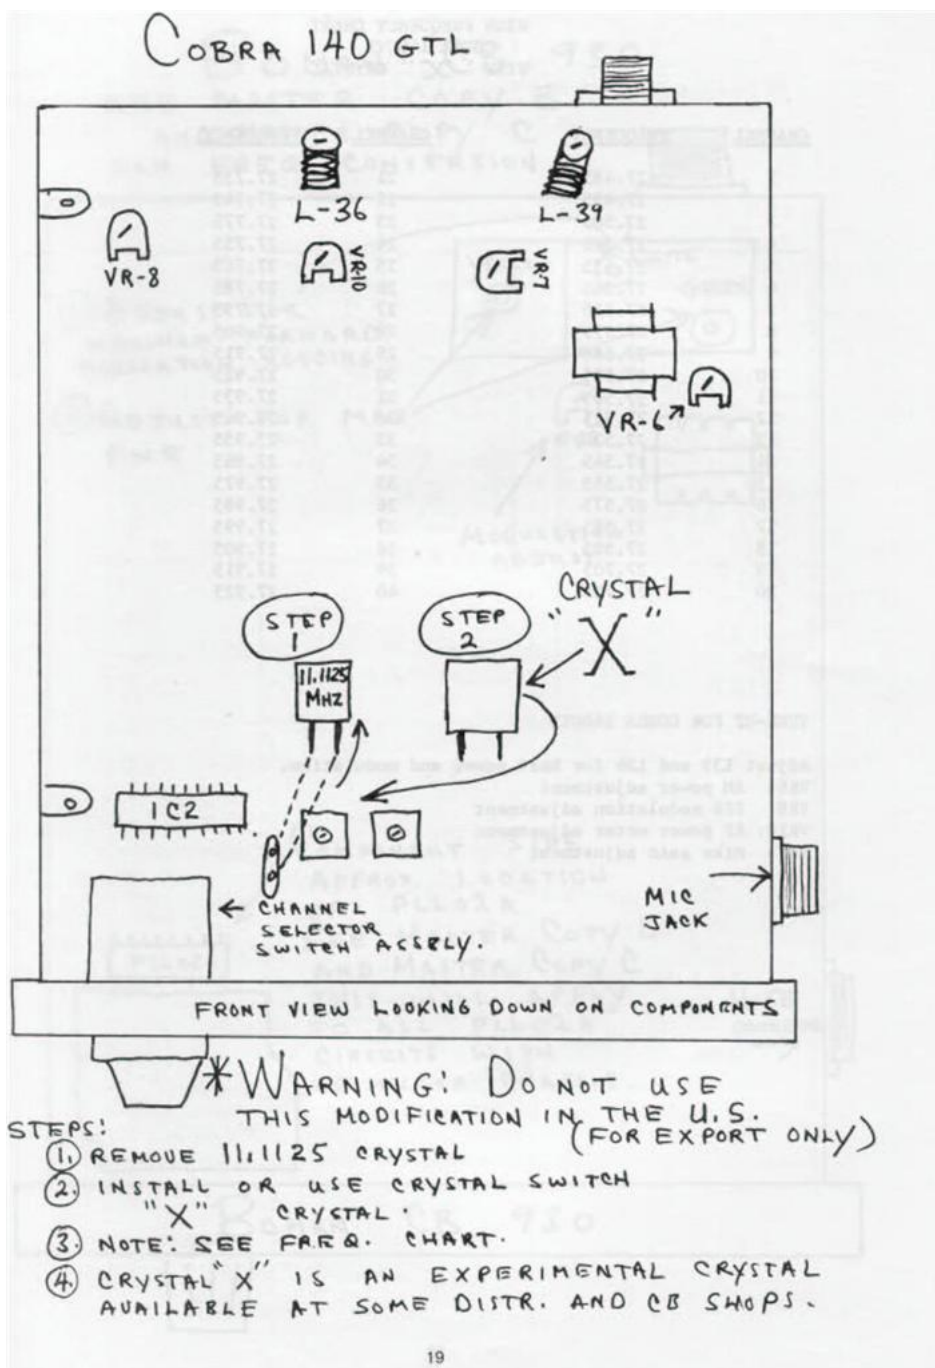 COBRA 140 GTL
L-36
L-39
VR-8
VR-10
VR-7
VR-6
STEP 1
STEP 2
"CRYSTAL X"
11.1125 MHZ
IC2
CHANNEL
SELECTOR
SWITCH ASSBLY.
MIC
JACK
FRONT VIEW LOOKING DOWN ON COMPONENTS
*WARNING: DO NOT USE
THIS MODIFICATION IN THE U.S.
(FOR EXPORT ONLY)
STEPS:
1. REMOVE 11.1125 CRYSTAL
2. INSTALL OR USE CRYSTAL SWITCH
"X" CRYSTAL.
3. NOTE: SEE FREQ. CHART.
4. CRYSTAL "X" IS AN EXPERIMENTAL CRYSTAL
AVAILABLE AT SOME DISTR. AND CB SHOPS.
19